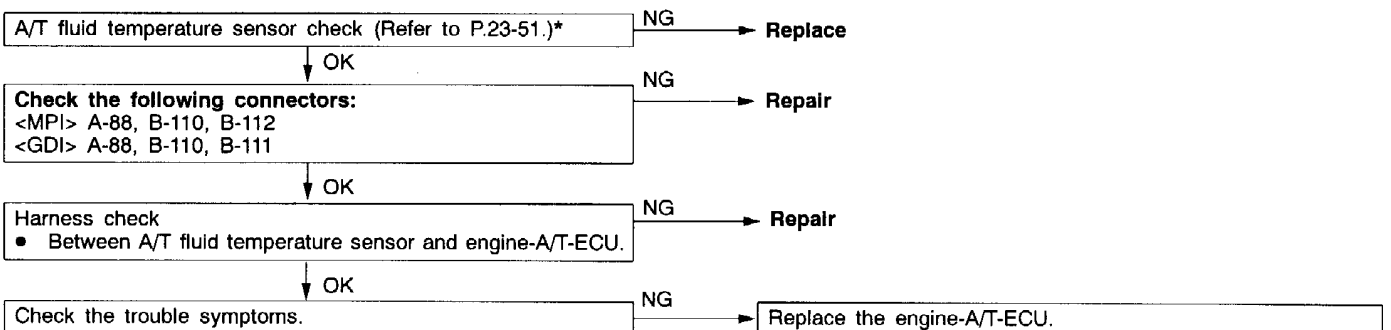 A/T fluid temperature sensor check (Refer to P.23-51.)*
NG
Replace
OK
Check the following connectors:
<MPI> A-88, B-110, B-112
<GDI> A-88, B-110, B-111
NG
Repair
OK
Harness check
● Between A/T fluid temperature sensor and engine-A/T-ECU.
NG
Repair
OK
Check the trouble symptoms.
NG
Replace the engine-A/T-ECU.